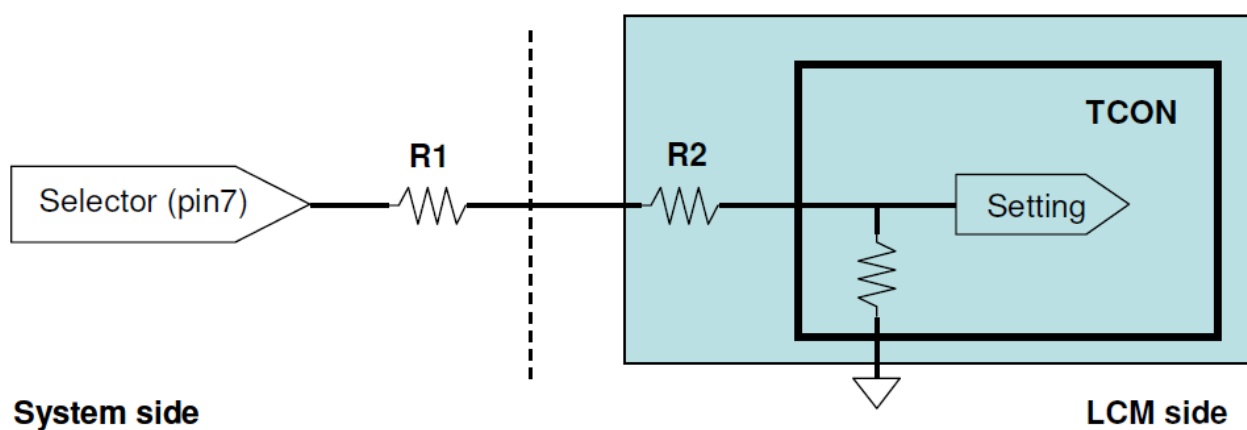 TCON
R1
R2
Selector (pin7)
Setting
System side
LCM side